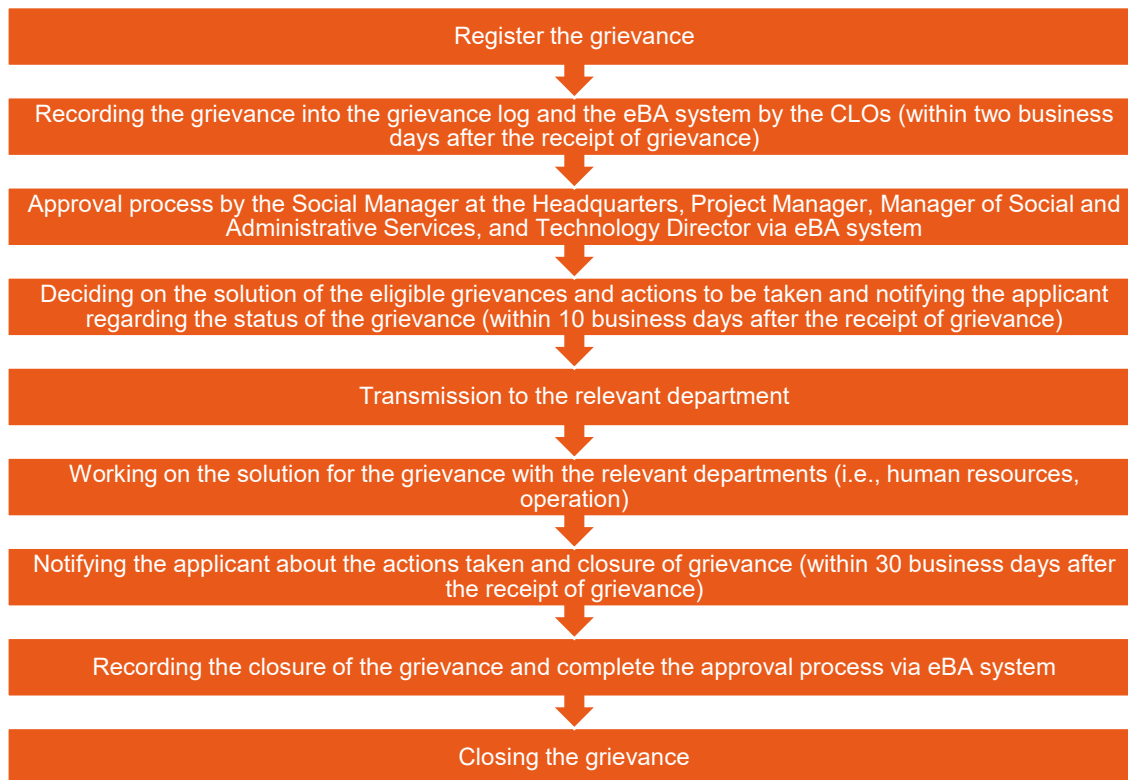 Register the grievance
Recording the grievance into the grievance log and the eBA system by the CLOs (within two business
days after the receipt of grievance)
Approval process by the Social Manager at the Headquarters, Project Manager, Manager of Social and
Administrative Services, and Technology Director via eBA system
Deciding on the solution of the eligible grievances and actions to be taken and notifying the applicant
regarding the status of the grievance (within 10 business days after the receipt of grievance)
Transmission to the relevant department
Working on the solution for the grievance with the relevant departments (i.e., human resources,
operation)
Notifying the applicant about the actions taken and closure of grievance (within 30 business days after
the receipt of grievance)
Recording the closure of the grievance and complete the approval process via eBA system
Closing the grievance